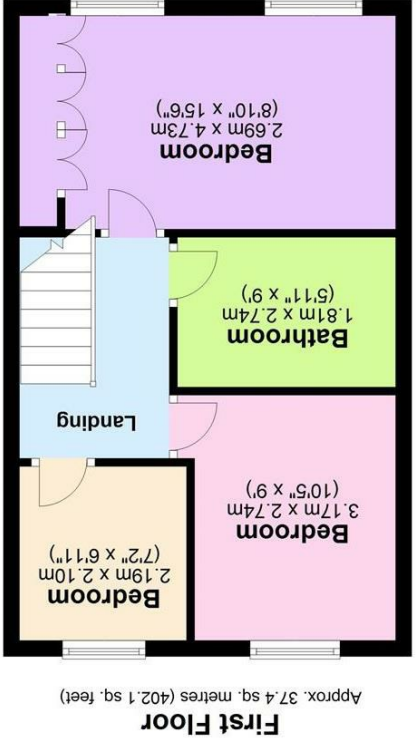 First Floor
Approx. 37.4 sq. metres (402.1 sq. feet)
Bedroom
3.17m x 2.74m
(10'5" x 9')
Bedroom
2.19m x 2.10m
(7'2" x 6'11")
Landing
Bathroom
1.81m x 2.74m
(5'11" x 9')
Bedroom
2.69m x 4.73m
(8'10" x 15'6")